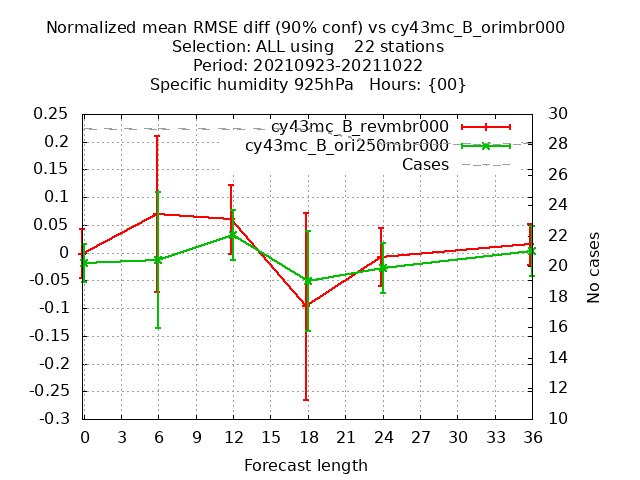 Normalized mean RMSE diff (90% conf) vs cy43mc_B_orimbr000
Selection: ALL using    22 stations
Period: 20210923-20211022
Specific humidity 925hPa   Hours: {00}
cy43mc_B_revmbr000
cy43mc_B_ori250mbr000
Cases
0.25
0.2
0.15
0.1
0.05
0
-0.05
-0.1
-0.15
-0.2
-0.25
-0.3
30
28
26
24
22
20
18
16
14
12
10
No cases
0 3 6 9 12 15 18 21 24 27 30 33 36
Forecast length